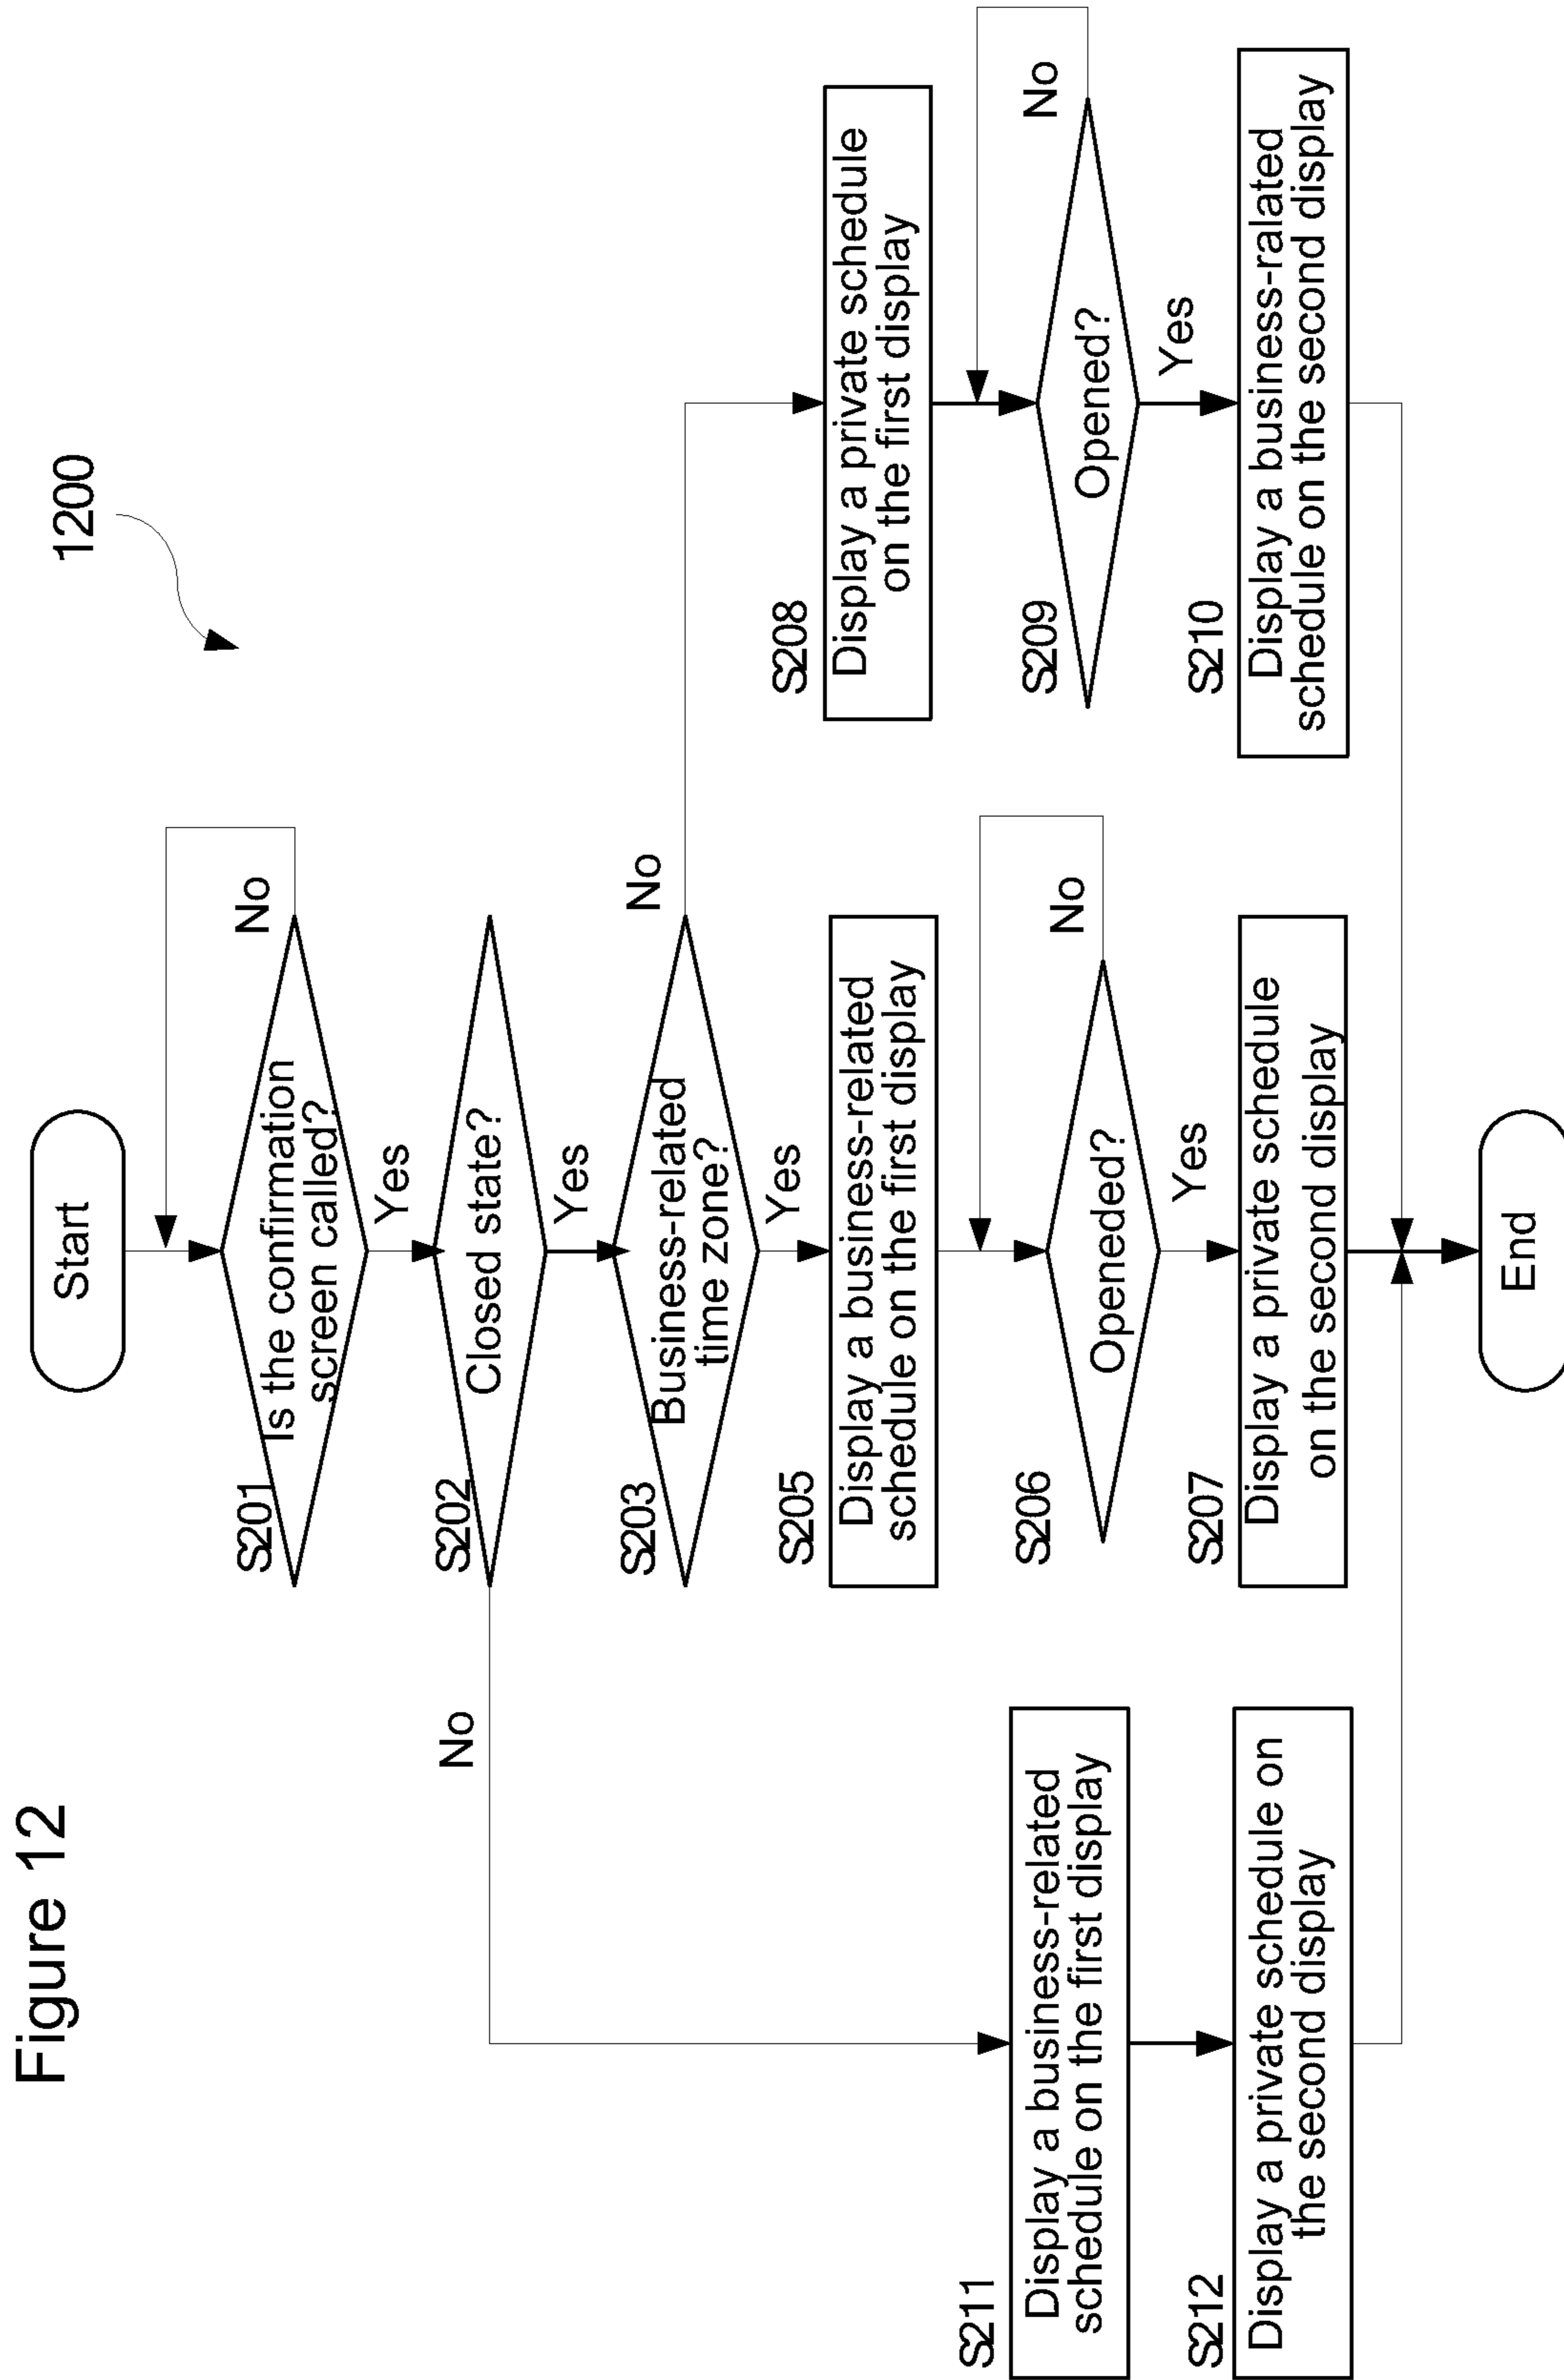 Figure 12
1200
Start
S201
Is the confirmation
screen called?
No
Yes
S202
Closed state?
No
Yes
S203
Business-related
time zone?
No
Yes
S205
Display a business-related
schedule on the first display
S206
Openeded?
No
Yes
S207
Display a private schedule
on the second display
S208
Display a private schedule
on the first display
S209
Opened?
No
Yes
S210
Display a business-ralated
schedule on the second display
S211
Display a business-related
schedule on the first display
S212
Display a private schedule on
the second display
End